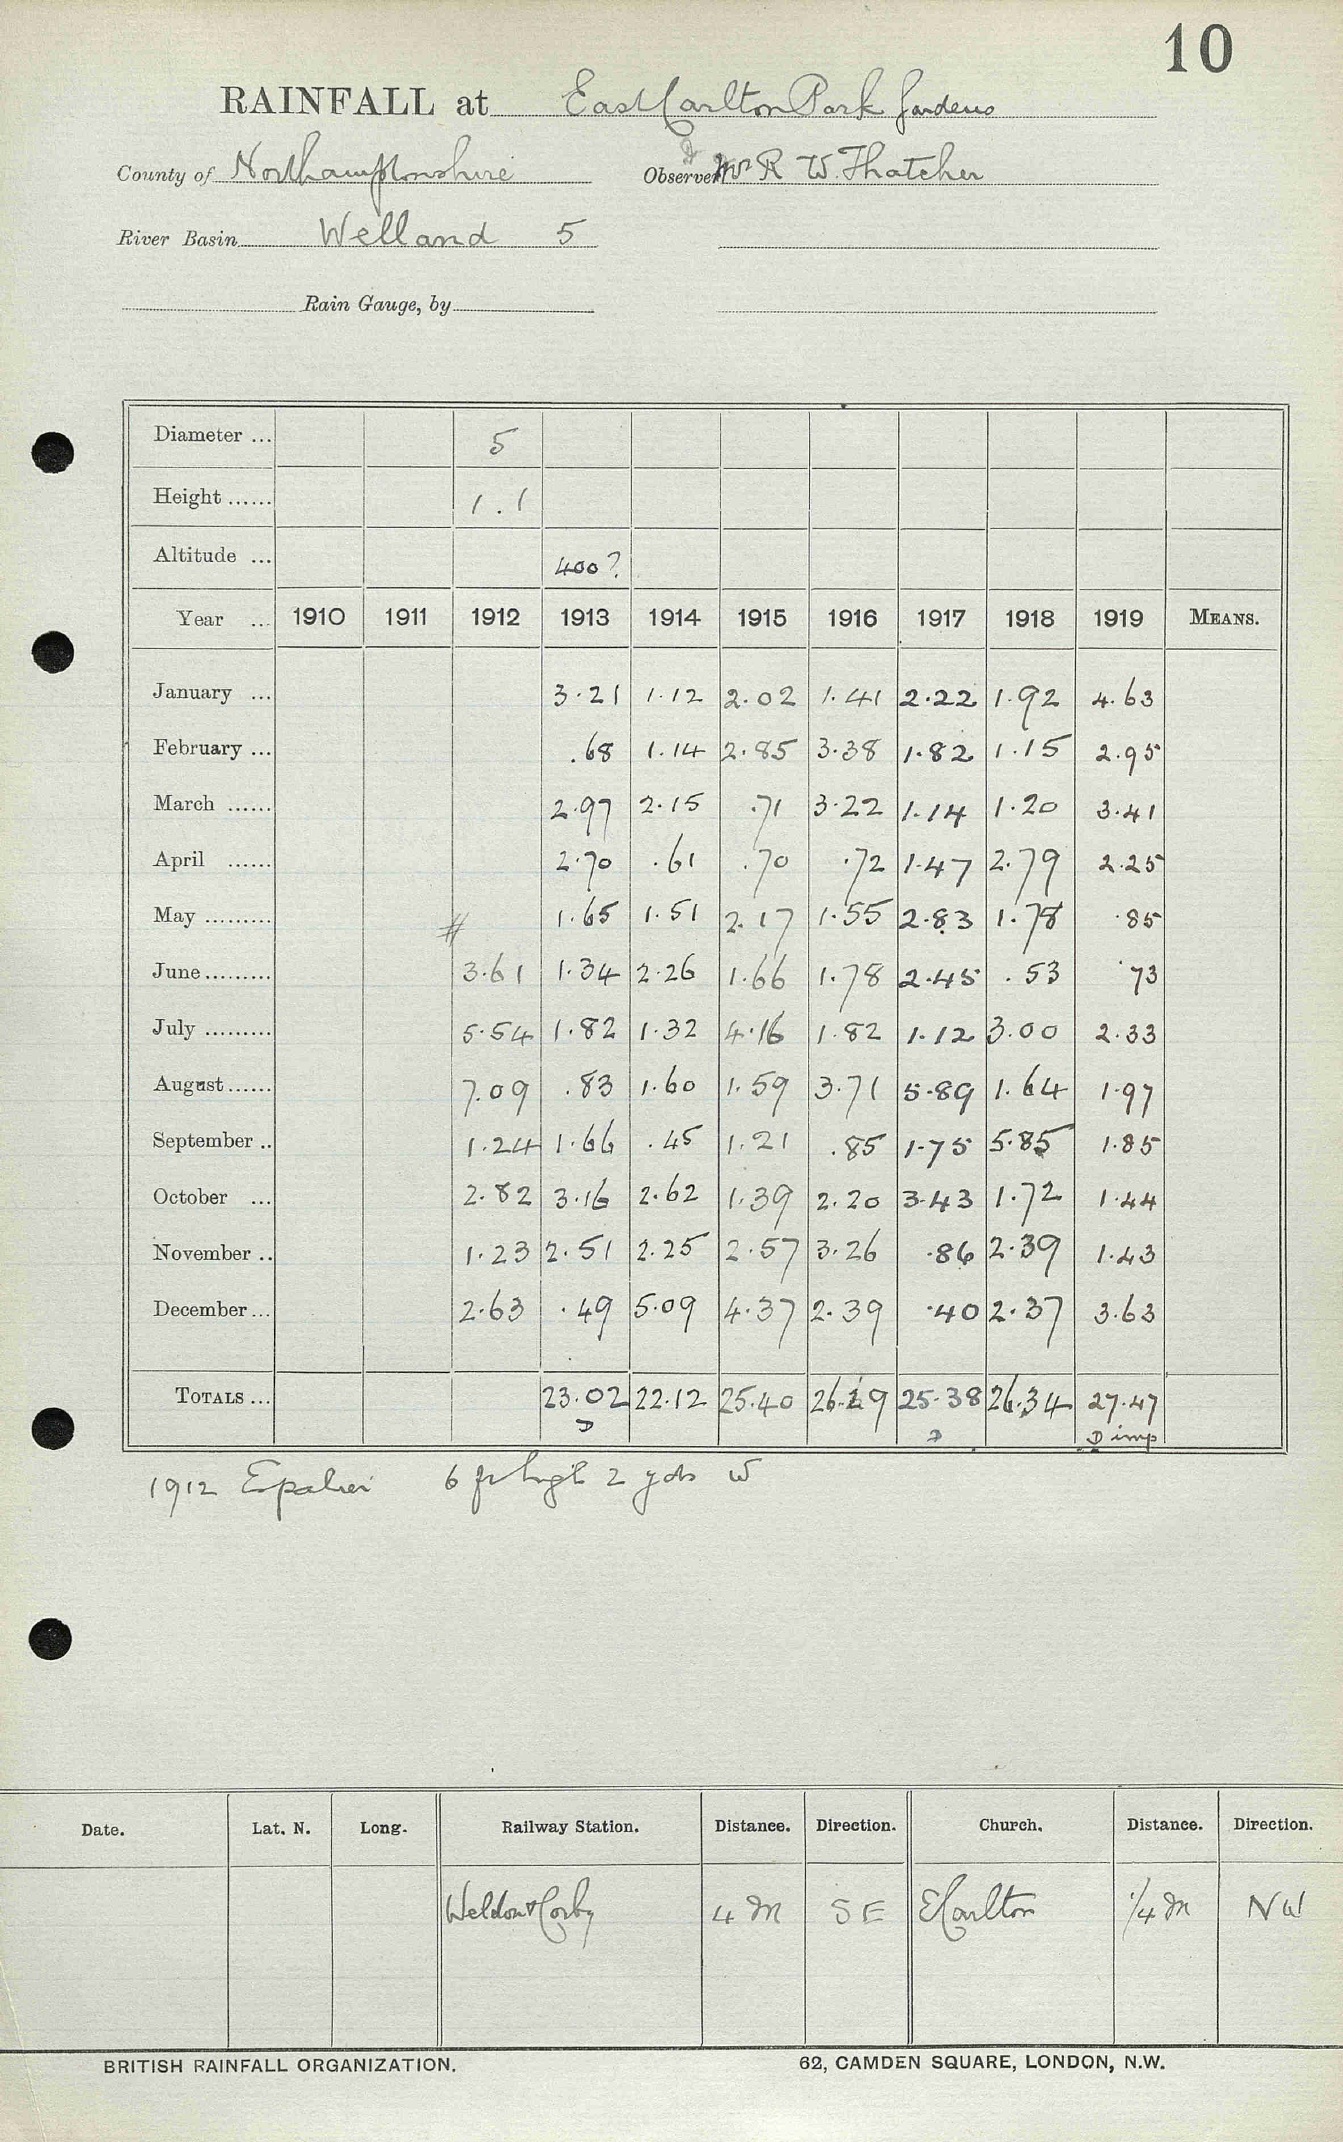 10
RAINFALL at East Carlton Park Gardens
County of Northamptonshire Observer Mr R W. Thatcher
River Basin Welland 5
Rain Gauge, by
Diameter ... 5
Height ...... 1.1
Altitude ... 400?
Year ... 1910 1911 1912 1913 1914 1915 1916 1917 1918 1919 MEANS.
January ... 3.21 1.12 2.02 1.41 2.22 1.92 4.63
February ... .68 1.14 2.85 3.38 1.82 1.15 2.95
March ...... 2.97 2.15 .71 3.22 1.14 1.20 3.41
April ...... 2.70 .61 .70 .72 1.47 2.79 2.25
May ......... # 1.65 1.51 2.17 1.55 2.83 1.78 .85
June ......... 3.61 1.34 2.26 1.66 1.78 2.45 .53 .73
July ......... 5.54 1.82 1.32 4.16 1.82 1.12 3.00 2.33
August ...... 7.09 .83 1.60 1.59 3.71 5.89 1.64 1.97
September .. 1.24 1.66 .45 1.21 .85 1.75 5.85 1.85
October ... 2.82 3.16 2.62 1.39 2.20 3.43 1.72 1.44
November .. 1.23 2.51 2.25 2.57 3.26 .86 2.39 1.43
December ... 2.63 .49 5.09 4.37 2.39 .40 2.37 3.63
TOTALS ... 23.02 22.12 25.40 26.29 25.38 26.34 27.47
D D D imp
1912 Epalier 6 ft high 2 yds W
Date. Lat. N. Long. Railway Station. Distance. Direction. Church. Distance. Direction.
Weldon & Corby 4 M SE E Carlton 1/4 M NW
BRITISH RAINFALL ORGANIZATION. 62, CAMDEN SQUARE, LONDON, N.W.